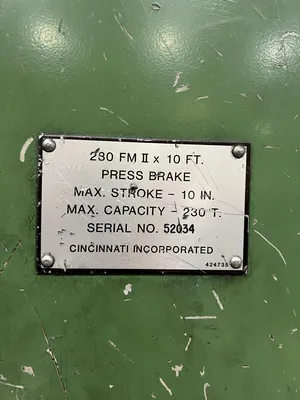 230 FM II x 10 FT.
PRESS BRAKE
MAX. STROKE - 10 IN.
MAX. CAPACITY - 230 T.
SERIAL NO. 52034
CINCINNATI INCORPORATED
424735